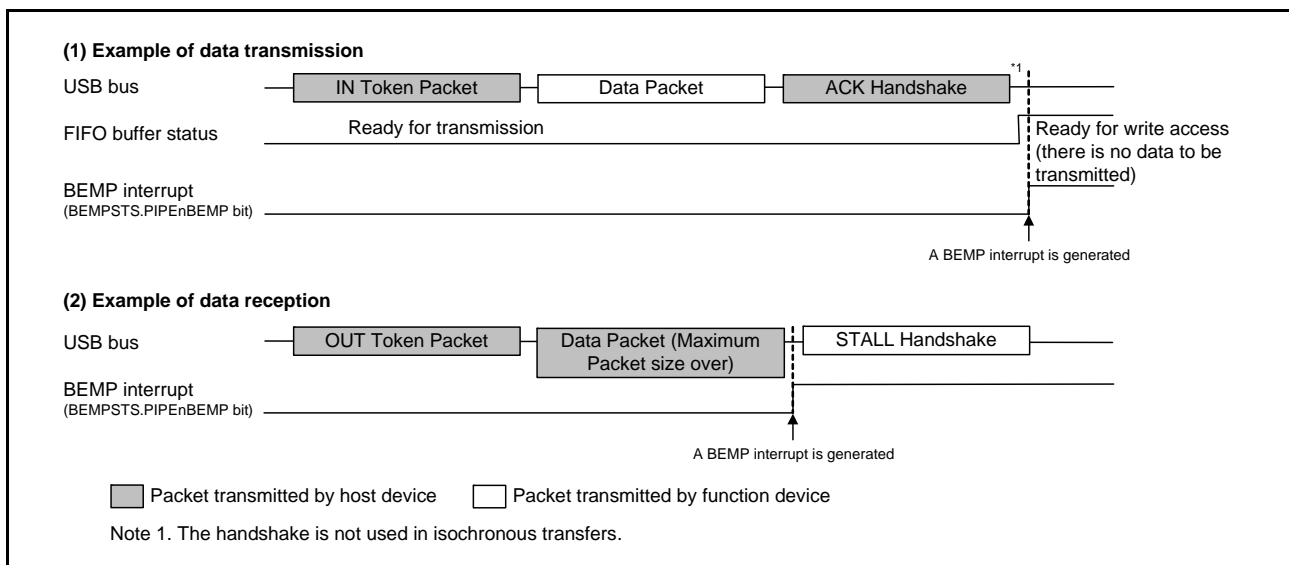 (1) Example of data transmission
USB bus
IN Token Packet
Data Packet
ACK Handshake
*1
FIFO buffer status
Ready for transmission
Ready for write access
(there is no data to be
transmitted)
BEMP interrupt
(BEMPSTS.PIPEnBEMP bit)
A BEMP interrupt is generated
(2) Example of data reception
USB bus
OUT Token Packet
Data Packet (Maximum
Packet size over)
STALL Handshake
BEMP interrupt
(BEMPSTS.PIPEnBEMP bit)
A BEMP interrupt is generated
Packet transmitted by host device
Packet transmitted by function device
Note 1. The handshake is not used in isochronous transfers.